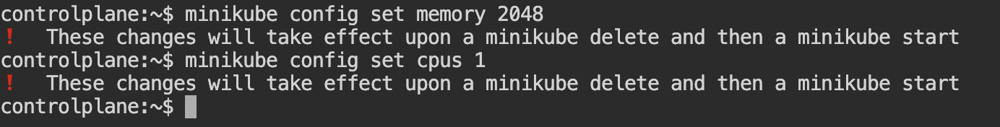 controlplane:~$ minikube config set memory 2048
❗  These changes will take effect upon a minikube delete and then a minikube start
controlplane:~$ minikube config set cpus 1
❗  These changes will take effect upon a minikube delete and then a minikube start
controlplane:~$